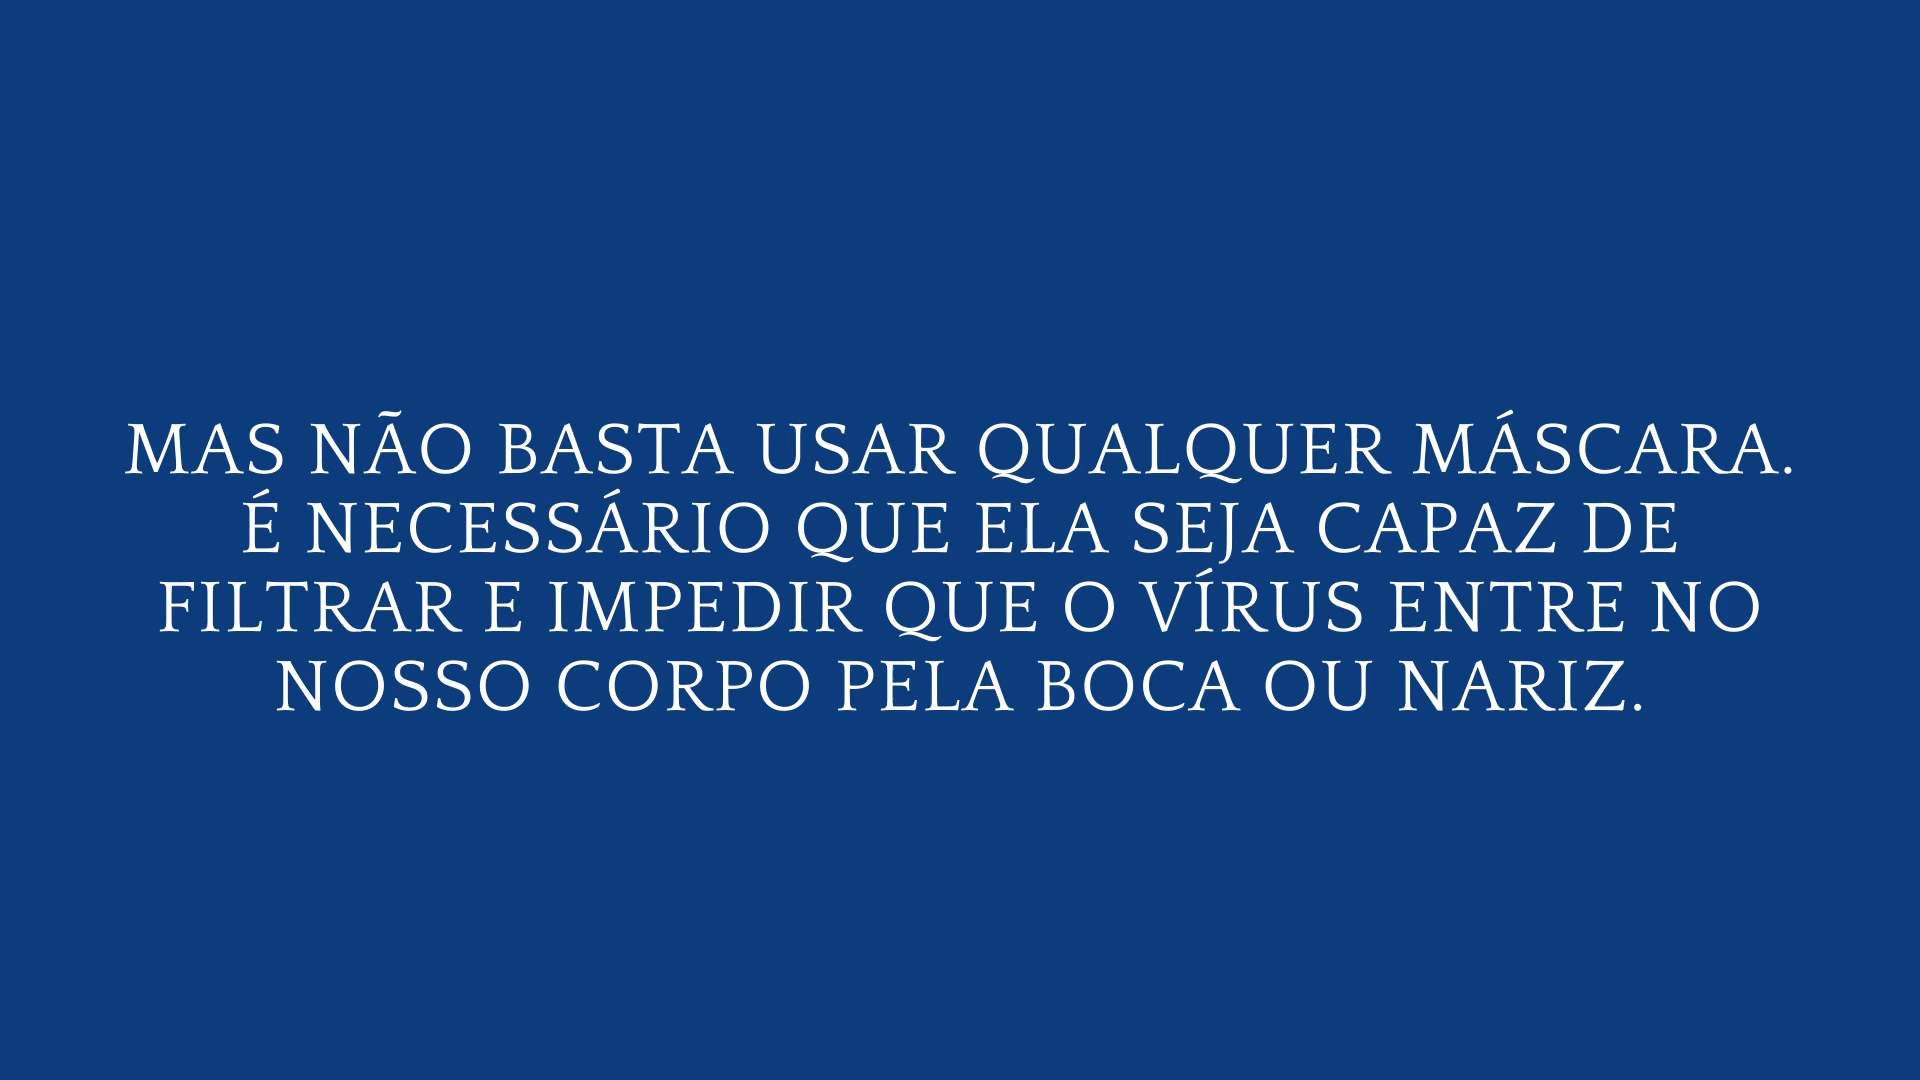 MAS NÃO BASTA USAR QUALQUER MÁSCARA.
É NECESSÁRIO QUE ELA SEJA CAPAZ DE
FILTRAR E IMPEDIR QUE O VÍRUS ENTRE NO
NOSSO CORPO PELA BOCA OU NARIZ.